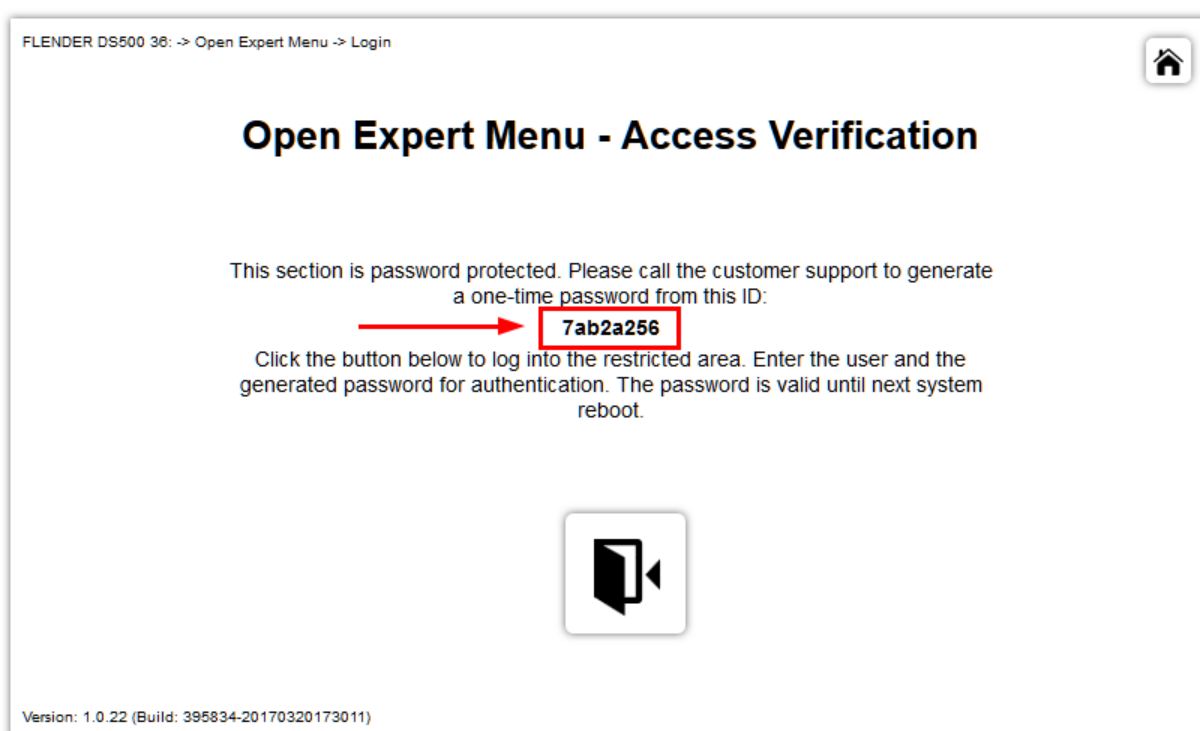 FLENDER DS500 36: -> Open Expert Menu -> Login
Open Expert Menu - Access Verification
This section is password protected. Please call the customer support to generate
a one-time password from this ID:
7ab2a256
Click the button below to log into the restricted area. Enter the user and the
generated password for authentication. The password is valid until next system
reboot.
Version: 1.0.22 (Build: 395834-20170320173011)